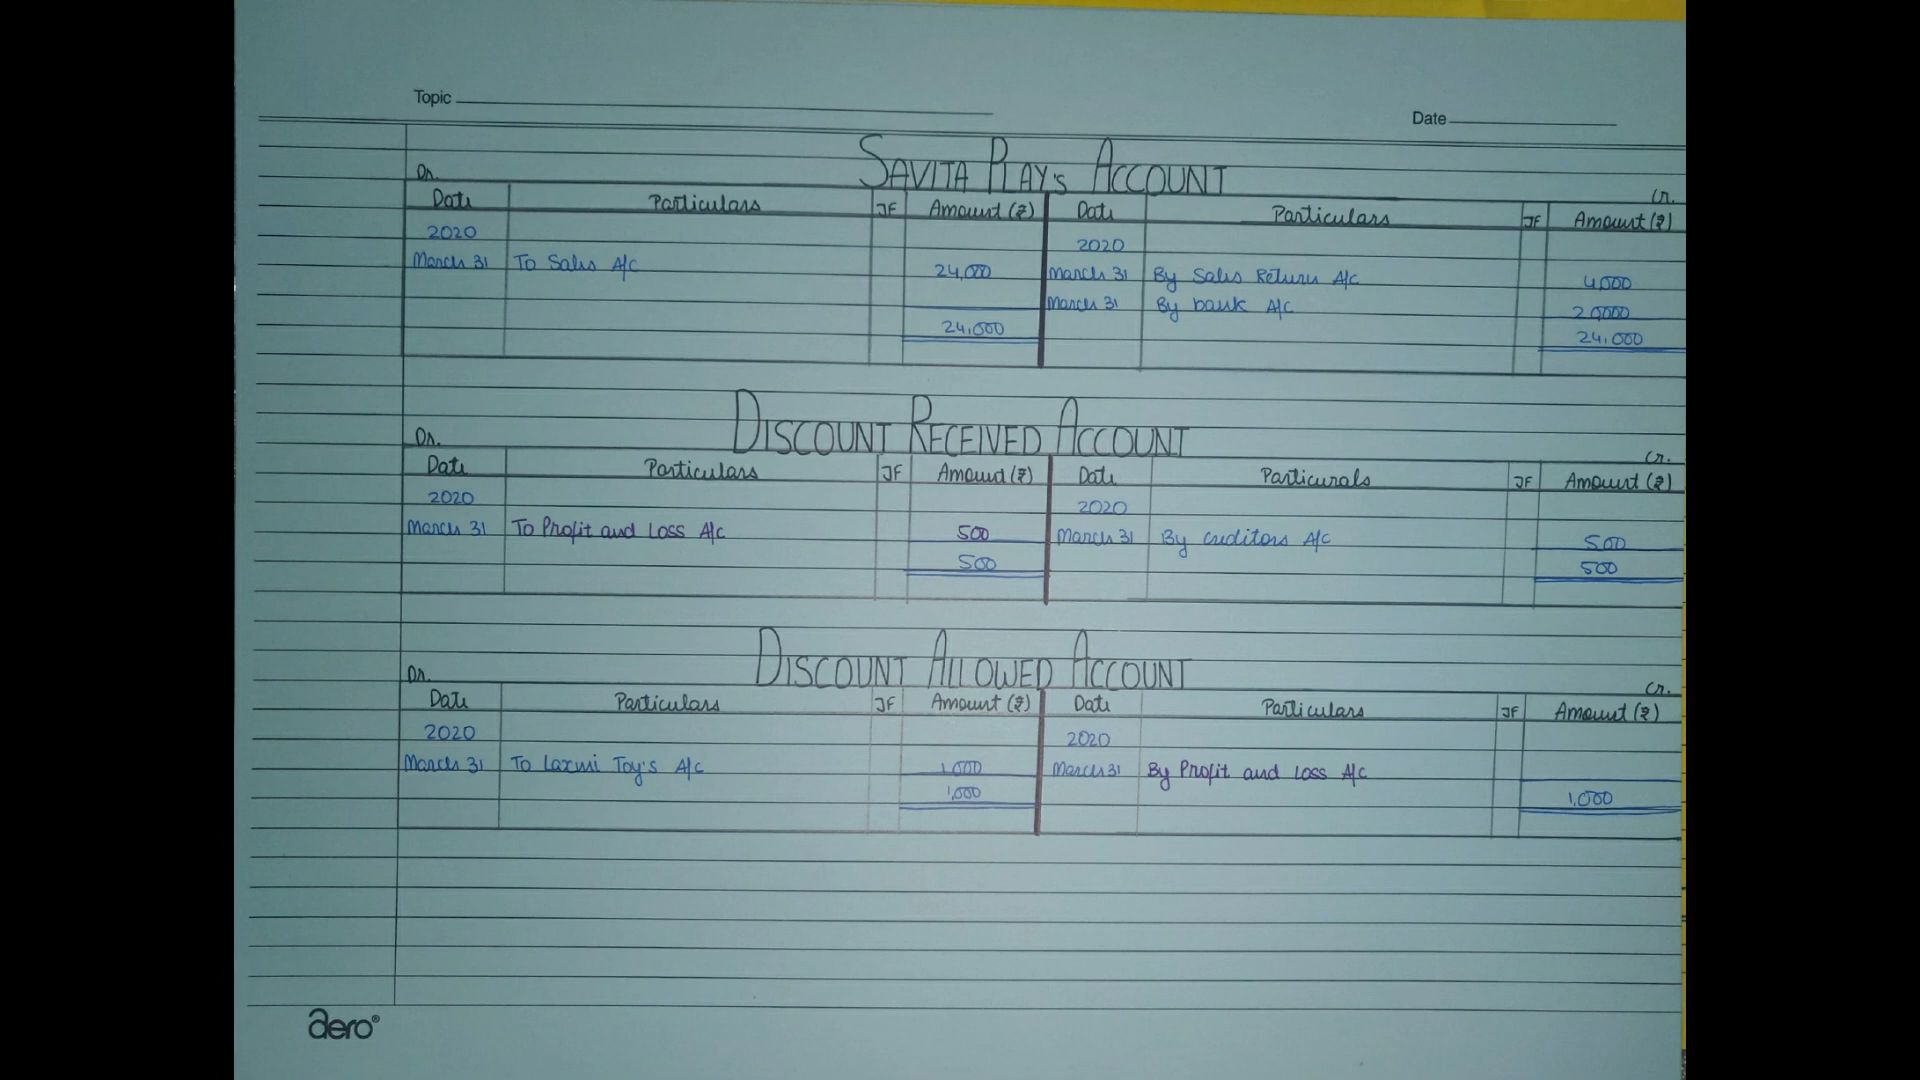 Topic
Date
SAVITA PLAY's ACCOUNT
Dr. Cr.
Date Particulars JF Amount (₹) Date Particulars JF Amount (₹)
2020 2020
March 31 To Sales A/c 24,000 March 31 By Sales Return A/c 4,000
March 31 By bank A/c 20,000
24,000 24,000
DISCOUNT RECEIVED ACCOUNT
Dr. Cr.
Date Particulars JF Amount (₹) Date Particurals JF Amount (₹)
2020 2020
March 31 To Profit and Loss A/c 500 March 31 By creditors A/c 500
500 500
DISCOUNT ALLOWED ACCOUNT
Dr. Cr.
Date Particulars JF Amount (₹) Date Particulars JF Amount (₹)
2020 2020
March 31 To Laxmi Toy's A/c 1,000 March 31 By Profit and Loss A/c
1,000 1,000
aero®